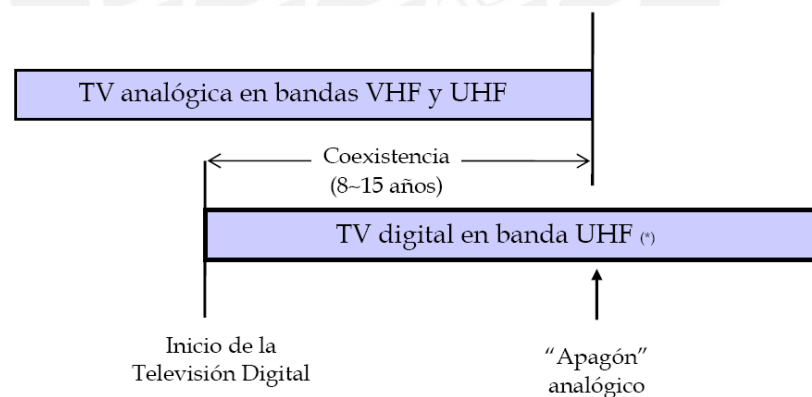 TV analógica en bandas VHF y UHF
Coexistencia
(8~15 años)
TV digital en banda UHF (*)
Inicio de la
Televisión Digital
“Apagón”
analógico